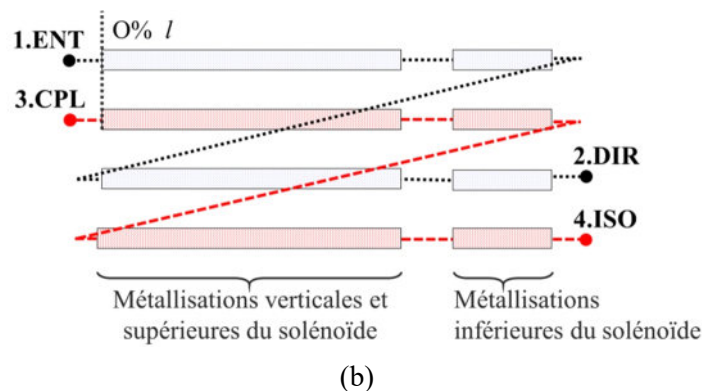 O% l
1.ENT
3.CPL
2.DIR
4.ISO
Métallisations verticales et
supérieures du solénoïde
Métallisations
inférieures du solénoïde
(b)